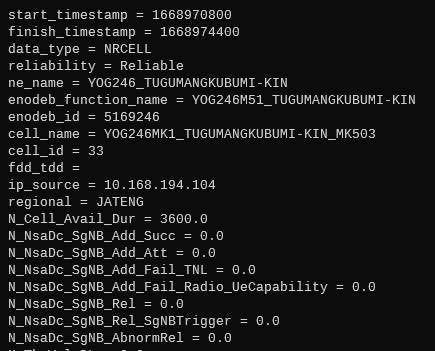 start_timestamp = 1668970800
finish_timestamp = 1668974400
data_type = NRCELL
reliability = Reliable
ne_name = YOG246_TUGUMANGKUBUMI-KIN
enodeb_function_name = YOG246M51_TUGUMANGKUBUMI-KIN
enodeb_id = 5169246
cell_name = YOG246MK1_TUGUMANGKUBUMI-KIN_MK503
cell_id = 33
fdd_tdd =
ip_source = 10.168.194.104
regional = JATENG
N_Cell_Avail_Dur = 3600.0
N_NsaDc_SgNB_Add_Succ = 0.0
N_NsaDc_SgNB_Add_Att = 0.0
N_NsaDc_SgNB_Add_Fail_TNL = 0.0
N_NsaDc_SgNB_Add_Fail_Radio_UeCapability = 0.0
N_NsaDc_SgNB_Rel = 0.0
N_NsaDc_SgNB_Rel_SgNBTrigger = 0.0
N_NsaDc_SgNB_AbnormRel = 0.0